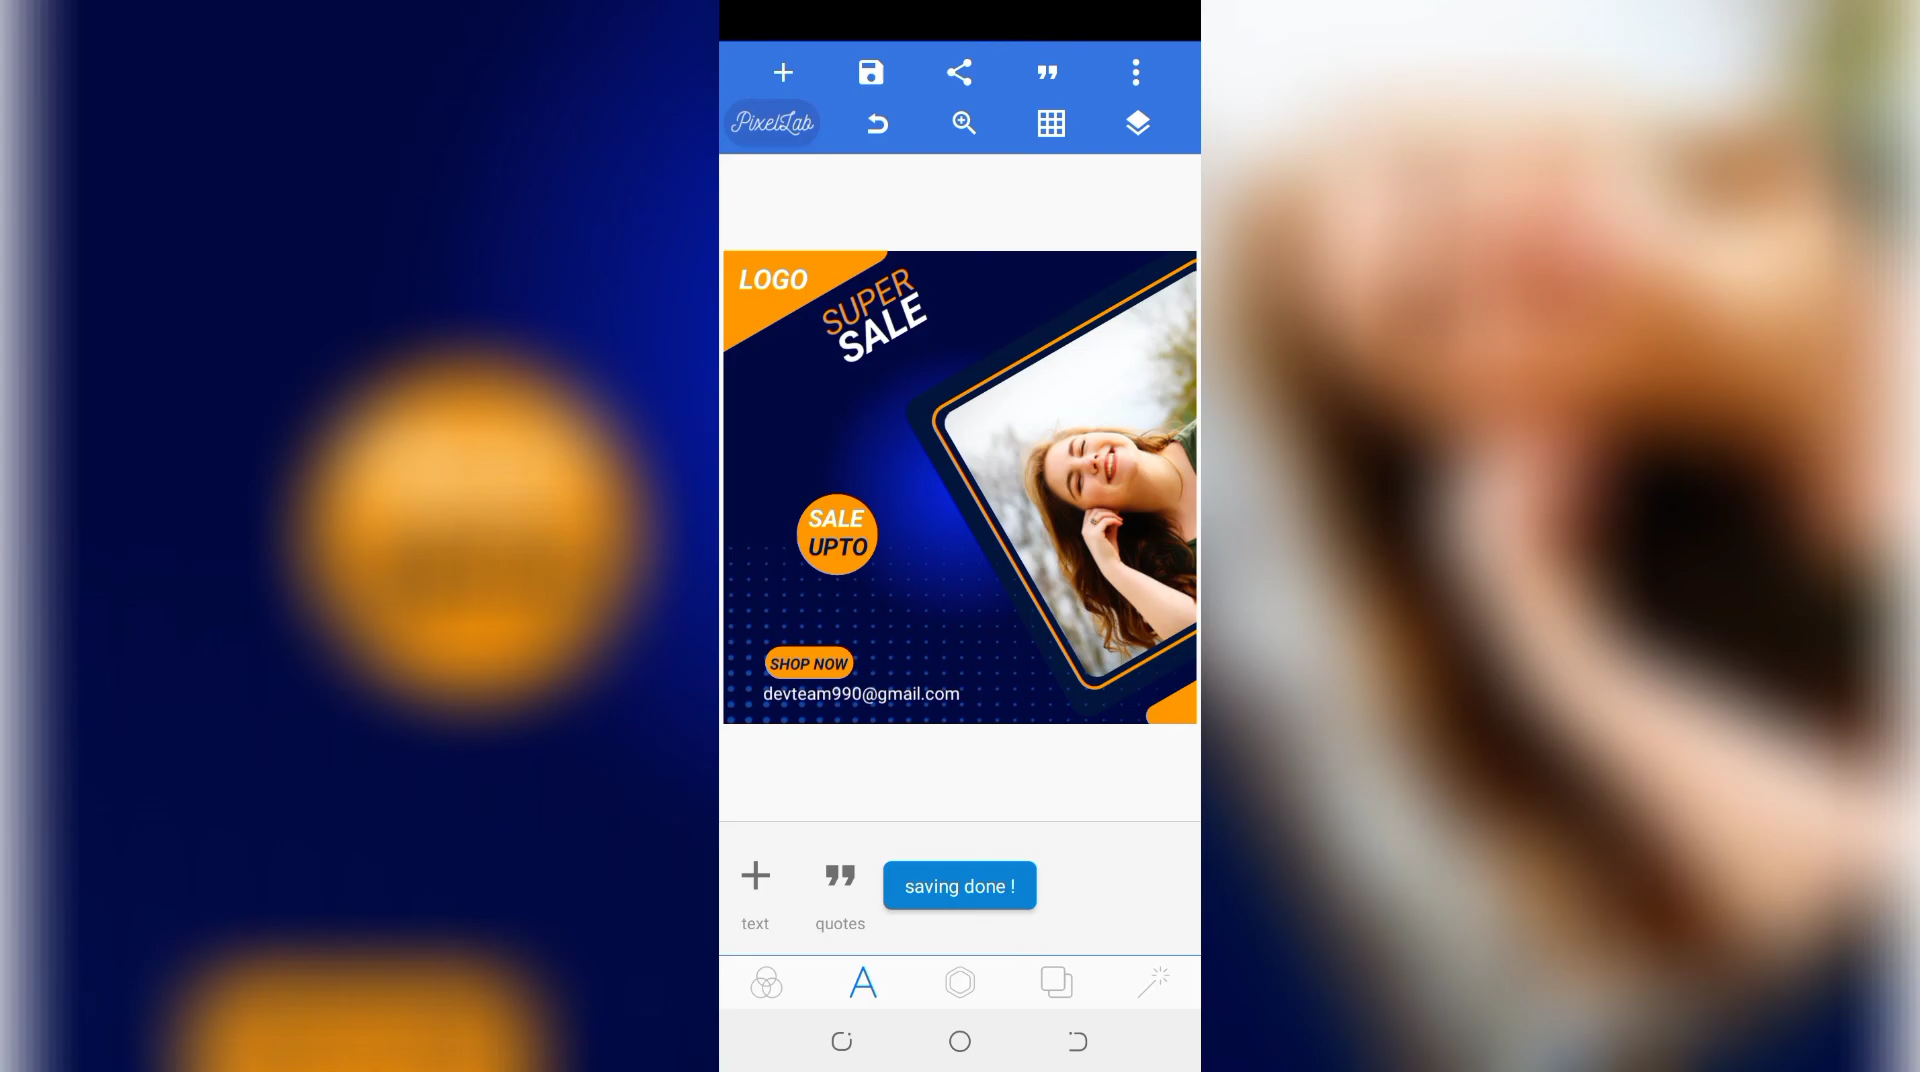 PixelLab
LOGO
SUPER
SALE
SALE
UPTO
SHOP NOW
devteam990@gmail.com
saving done !
text
quotes